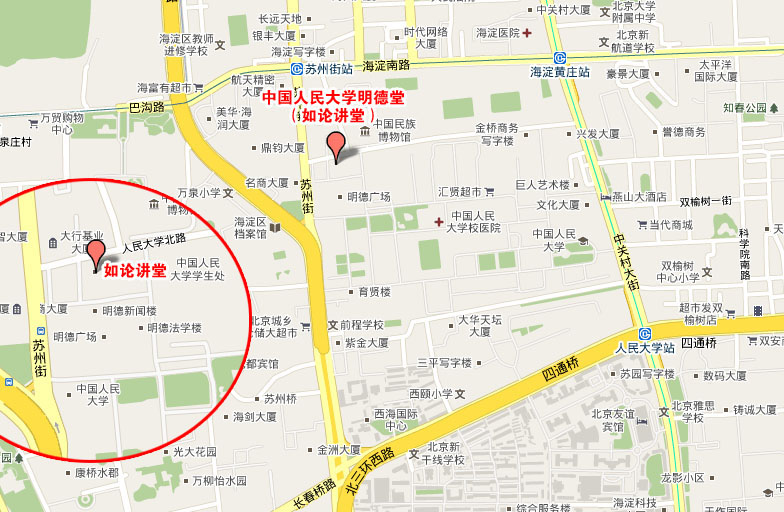 长远天地
银丰大厦
海淀区教师
进修学校
海淀写字楼
时代网络
大厦
海淀医院
中关村大厦
北京大学
附属中学
北京新
航道学校
苏州街站
海淀南路
海淀黄庄站
豪景大厦
太平洋
国际大厦
航天精密
大厦
海富有超市
巴沟路
美华·海
润大厦
万贸购物
中心
泉庄村
中国人民大学明德堂
(如论讲堂)
中国民族
博物馆
金桥商务
写字楼
兴发大厦
誉德商务
知春公园
鼎钧大厦
名商大厦
万泉小学
苏州街
明德广场
汇贤超市
巨人艺术楼
文化大厦
燕山大酒店
双榆树一街
当代商城
海淀区
档案馆
中国人民
大学校医院
中国人民
大学
中关村大街
科学院南路
双榆树
中心小学
大行基业
大厦
人民大学北路
如论讲堂
中国人民
大学学生处
商大厦
明德新闻楼
明德广场
明德法学楼
苏州街
中国人民
大学
育贤楼
北京城乡
仓储大超市
前程学校
紫金大厦
大华天坛
大厦
三平写字楼
超市发双
榆树店
人民大学站
四通桥
双安商
四通桥
苏园写字楼
数码大厦
都宾馆
苏州桥
海剑大厦
西海国际
中心
西颐小学
北京友谊
宾馆
北京雅思
学校
铸诚大厦
光大花园
金洲大厦
康桥水郡
万柳怡水园
长春桥路
北三环西路
北京新
干线学校
龙影小区
综合服务楼
海淀科技